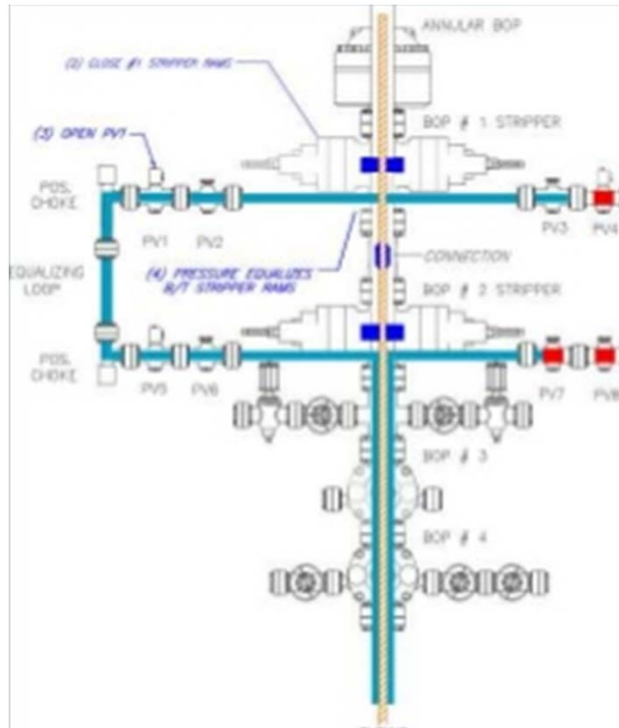 ANNULAR BOP
(2) CLOSE #1 STRIPPER RAMS
BOP # 1 STRIPPER
(3) OPEN PV1
POS.
CHOKE
PV1
PV2
PV3
PV4
EQUALIZING
LOOP
(4) PRESSURE EQUALIZES
B/T STRIPPER RAMS
CONNECTION
BOP # 2 STRIPPER
POS.
CHOKE
PV5
PV6
PV7
PV8
BOP # 3
BOP # 4